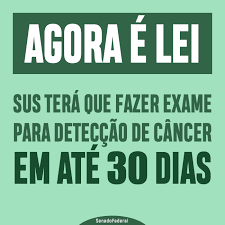 AGORA É LEI
SUS TERÁ QUE FAZER EXAME
PARA DETECÇÃO DE CÂNCER
EM ATÉ 30 DIAS
SenadoFederal